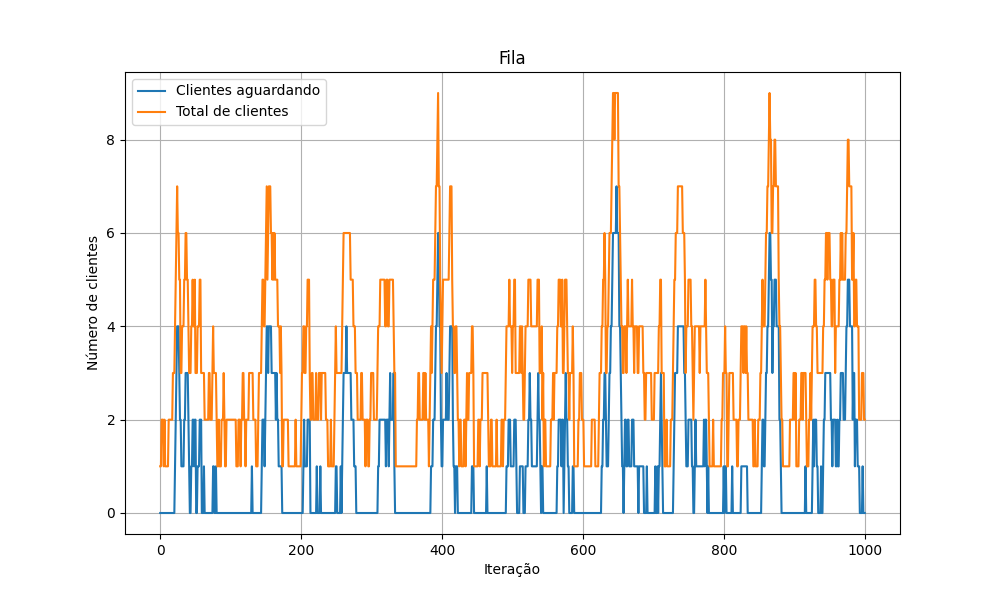 Fila
Clientes aguardando
Total de clientes
Número de clientes
8
6
4
2
0
0 200 400 600 800 1000
Iteração